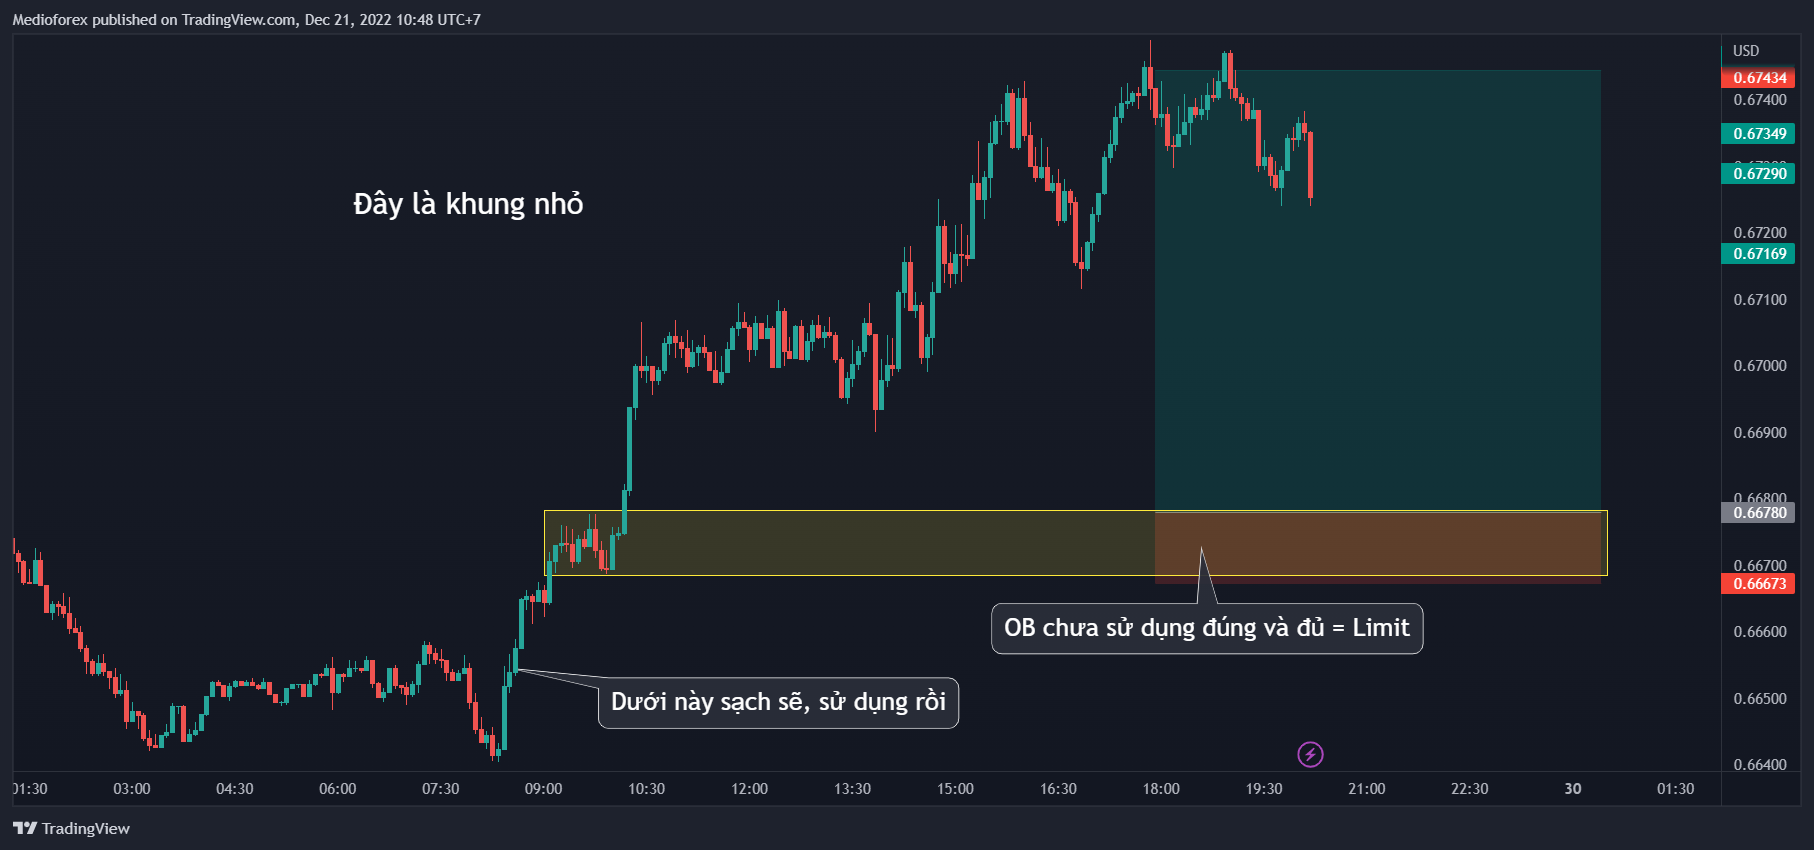 Medioforex published on TradingView.com, Dec 21, 2022 10:48 UTC+7
USD
0.67434
0.67400
0.67349
0.67290
0.67200
0.67169
0.67100
0.67000
0.66900
0.66800
0.66780
0.66700
0.66673
0.66600
0.66500
0.66400
Đây là khung nhỏ
OB chưa sử dụng đúng và đủ = Limit
Dưới này sạch sẽ, sử dụng rồi
01:30 03:00 04:30 06:00 07:30 09:00 10:30 12:00 13:30 15:00 16:30 18:00 19:30 21:00 22:30 30 01:30
TradingView